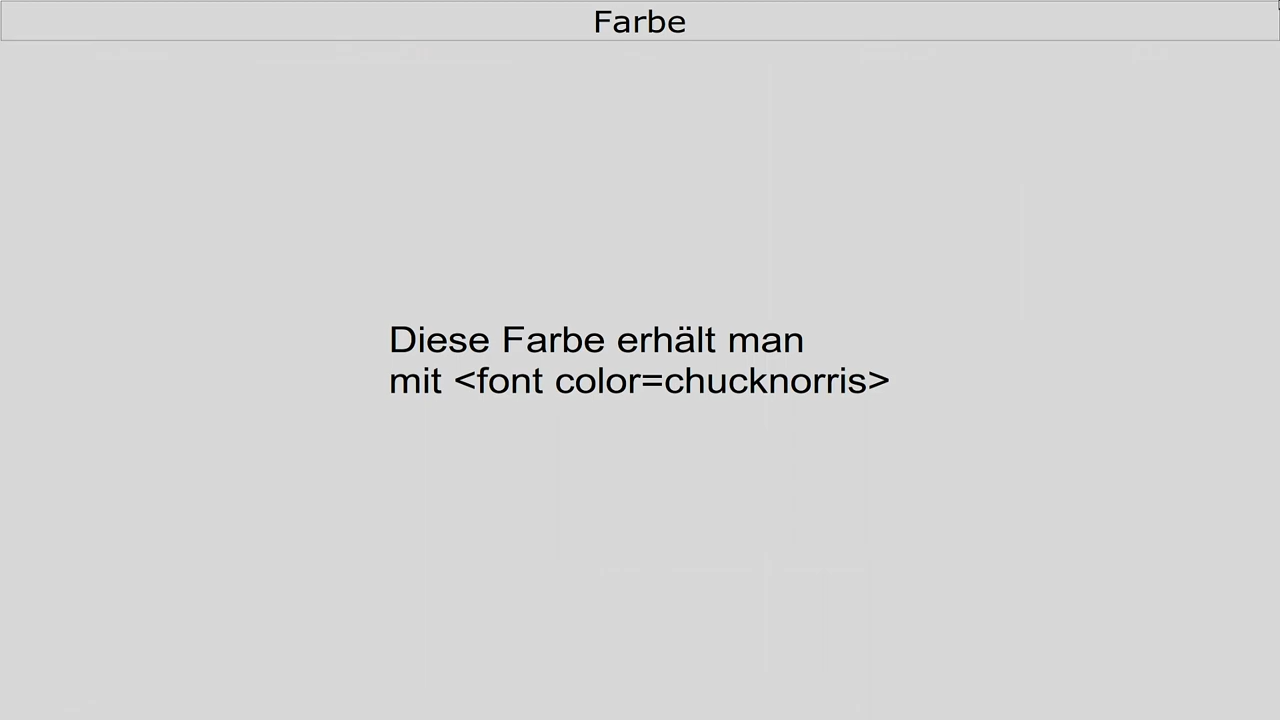 Farbe
Diese Farbe erhält man
mit <font color=chucknorris>